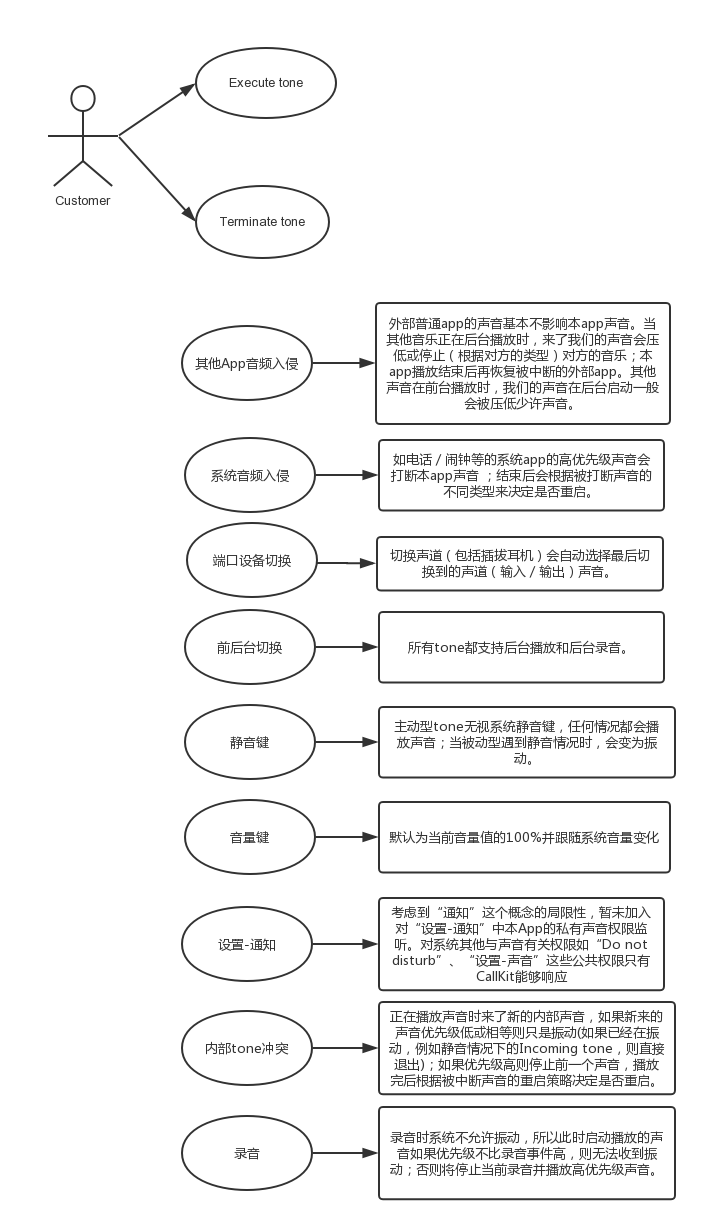 Execute tone
Customer
Terminate tone
其他App音频入侵
外部普通app的声音基本不影响本app声音。当
其他音乐正在后台播放时，来了我们的声音会压
低或停止（根据对方的类型）对方的音乐；本
app播放结束后再恢复被中断的外部app。其他
声音在前台播放时，我们的声音在后台启动一般
会被压低少许声音。
系统音频入侵
如电话／闹钟等的系统app的高优先级声音会
打断本app声音 ；结束后会根据被打断声音的
不同类型来决定是否重启。
端口设备切换
切换声道（包括插拔耳机）会自动选择最后切
换到的声道（输入／输出）声音。
前后台切换
所有tone都支持后台播放和后台录音。
静音键
主动型tone无视系统静音键，任何情况都会播
放声音；当被动型遇到静音情况时，会变为振
动。
音量键
默认为当前音量值的100%并跟随系统音量变化
设置-通知
考虑到“通知”这个概念的局限性，暂未加入
对“设置-通知”中本App的私有声音权限监
听。对系统其他与声音有关权限如“Do not
disturb”、“设置-声音”这些公共权限只有
CallKit能够响应
内部tone冲突
正在播放声音时来了新的内部声音，如果新来的
声音优先级低或相等则只是振动(如果已经在振
动，例如静音情况下的Incoming tone，则直接
退出)；如果优先级高则停止前一个声音，播放
完后根据被中断声音的重启策略决定是否重启。
录音
录音时系统不允许振动，所以此时启动播放的声
音如果优先级不比录音事件高，则无法收到振
动；否则将停止当前录音并播放高优先级声音。